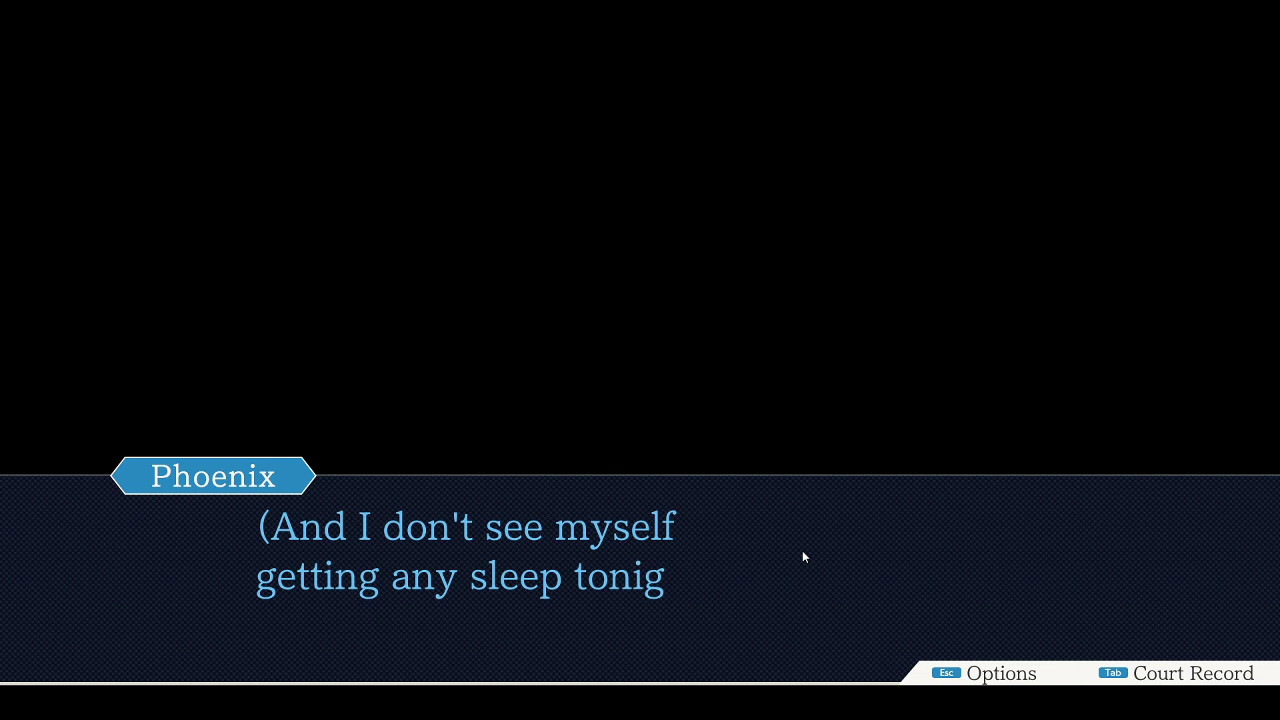 Phoenix
(And I don't see myself
getting any sleep tonig
Esc Options Tab Court Record